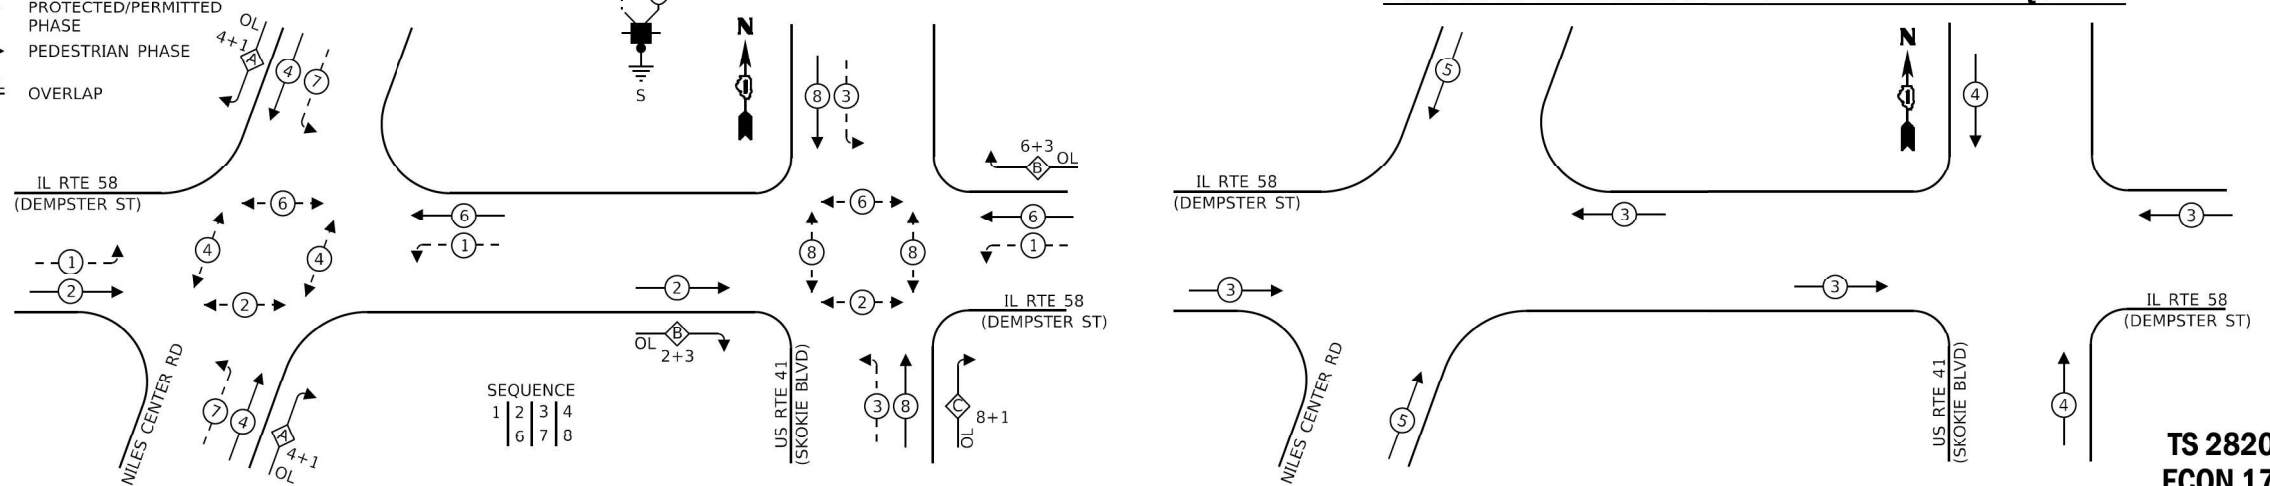 PROTECTED/PERMITTED
PHASE
PEDESTRIAN PHASE
OVERLAP
OL
4+1
A
4
7
S
N
8
3
6+3
B
OL
IL RTE 58
(DEMPSTER ST)
6
4
4
2
1
2
6
1
6
8
8
2
6
1
2
OL
B
2+3
IL RTE 58
(DEMPSTER ST)
NILES CENTER RD
7
4
A
4+1
OL
SEQUENCE
1 2 3 4
6 7 8
US RTE 41
(SKOKIE BLVD)
3
8
C
8+1
OL
5
N
4
IL RTE 58
(DEMPSTER ST)
3
3
3
3
IL RTE 58
(DEMPSTER ST)
NILES CENTER RD
5
US RTE 41
(SKOKIE BLVD)
4
TS 2820
ECON 17